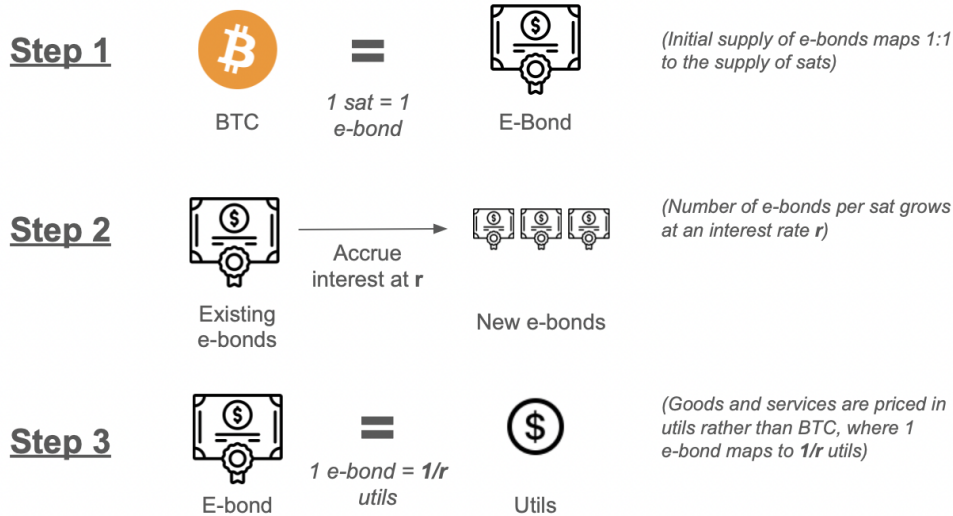 Step 1
BTC
1 sat = 1
e-bond
E-Bond
(Initial supply of e-bonds maps 1:1
to the supply of sats)
Step 2
Existing
e-bonds
Accrue
interest at r
New e-bonds
(Number of e-bonds per sat grows
at an interest rate r)
Step 3
E-bond
1 e-bond = 1/r
utils
Utils
(Goods and services are priced in
utils rather than BTC, where 1
e-bond maps to 1/r utils)